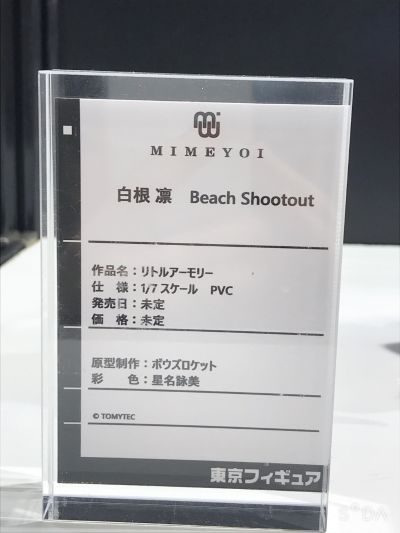 MIMEYOI
白根 凛 Beach Shootout
作品名：リトルアーモリー
仕 様：1/7 スケール PVC
発売日：未定
価 格：未定
原型制作：ボウズロケット
彩 色：星名詠美
© TOMYTEC
東京フィギュア